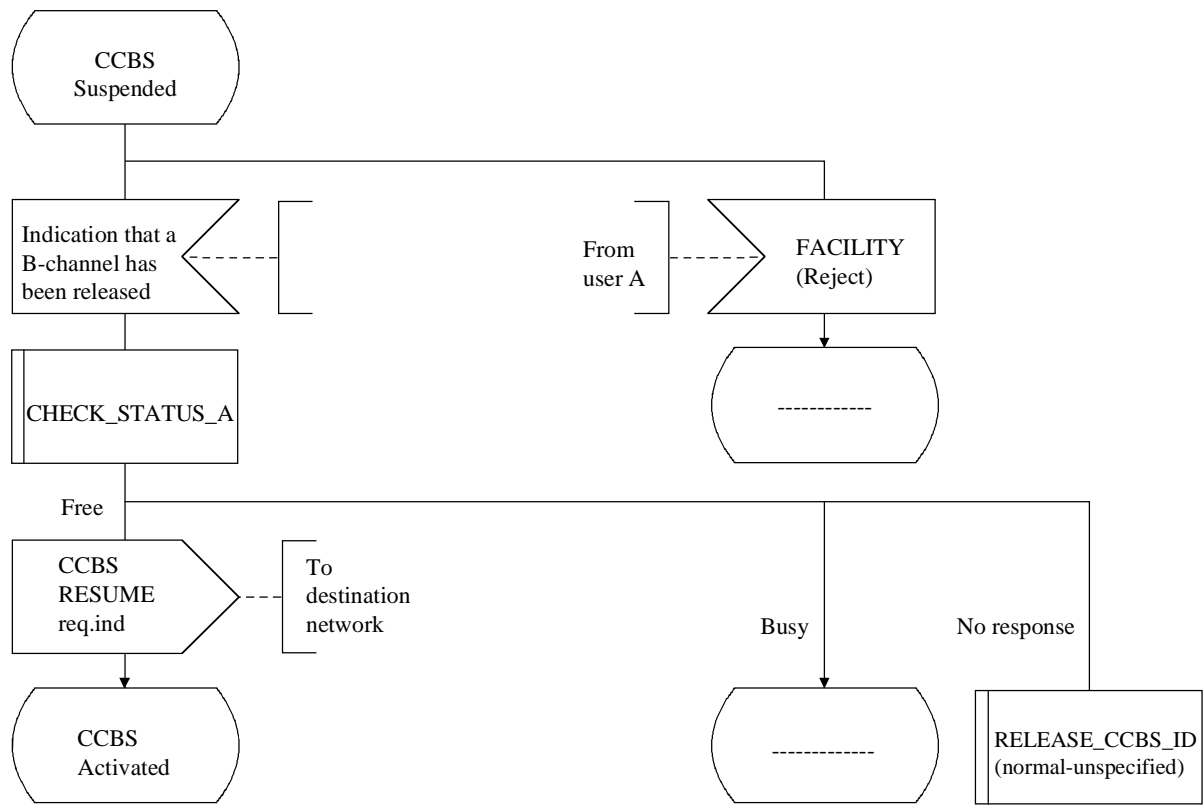 CCBS
Suspended
Indication that a
B-channel has
been released
From
user A
FACILITY
(Reject)
CHECK_STATUS_A
------------
Free
CCBS
RESUME
req.ind
To
destination
network
Busy
No response
CCBS
Activated
------------
RELEASE_CCBS_ID
(normal-unspecified)